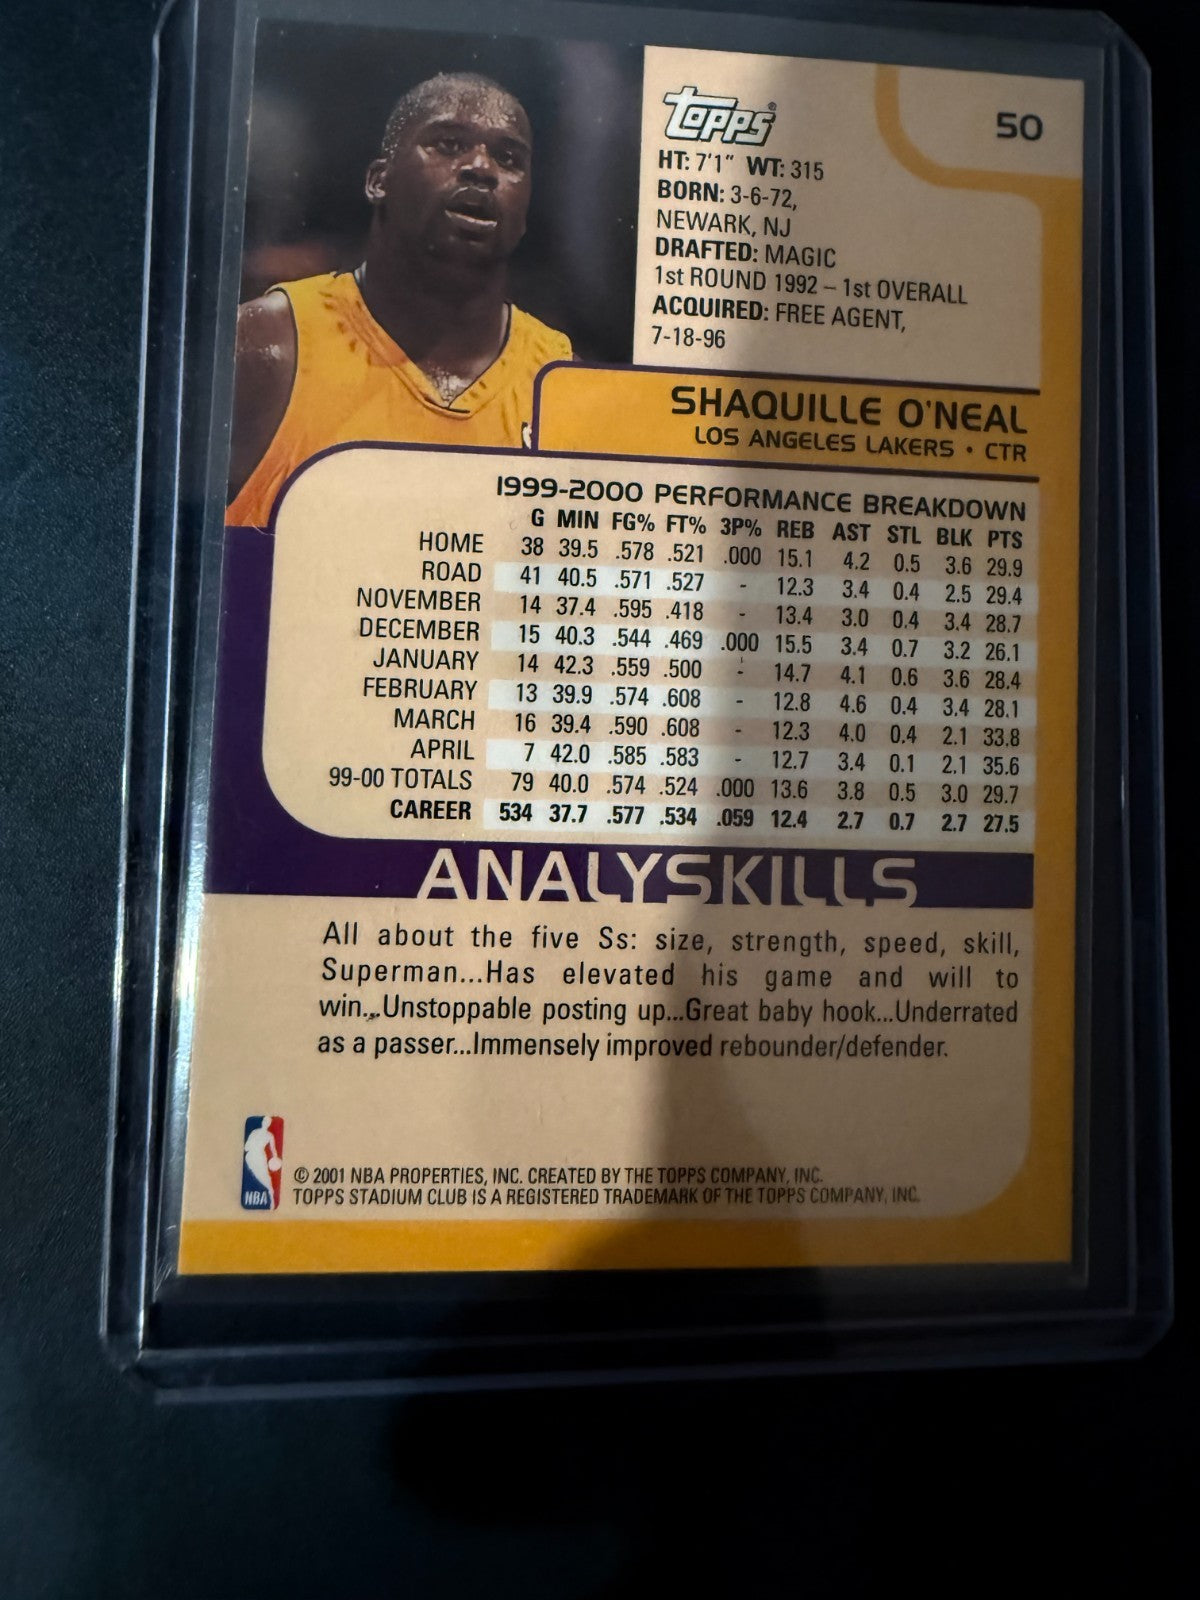 Topps®
50
HT: 7'1" WT: 315
BORN: 3-6-72,
NEWARK, NJ
DRAFTED: MAGIC
1st ROUND 1992 – 1st OVERALL
ACQUIRED: FREE AGENT,
7-18-96
SHAQUILLE O'NEAL
LOS ANGELES LAKERS • CTR
1999-2000 PERFORMANCE BREAKDOWN
G MIN FG% FT% 3P% REB AST STL BLK PTS
HOME 38 39.5 .578 .521 .000 15.1 4.2 0.5 3.6 29.9
ROAD 41 40.5 .571 .527 - 12.3 3.4 0.4 2.5 29.4
NOVEMBER 14 37.4 .595 .418 - 13.4 3.0 0.4 3.4 28.7
DECEMBER 15 40.3 .544 .469 .000 15.5 3.4 0.7 3.2 26.1
JANUARY 14 42.3 .559 .500 - 14.7 4.1 0.6 3.6 28.4
FEBRUARY 13 39.9 .574 .608 - 12.8 4.6 0.4 3.4 28.1
MARCH 16 39.4 .590 .608 - 12.3 4.0 0.4 2.1 33.8
APRIL 7 42.0 .585 .583 - 12.7 3.4 0.1 2.1 35.6
99-00 TOTALS 79 40.0 .574 .524 .000 13.6 3.8 0.5 3.0 29.7
CAREER 534 37.7 .577 .534 .059 12.4 2.7 0.7 2.7 27.5
ANALYSKILLS
All about the five Ss: size, strength, speed, skill,
Superman...Has elevated his game and will to
win...Unstoppable posting up...Great baby hook...Underrated
as a passer...Immensely improved rebounder/defender.
NBA
© 2001 NBA PROPERTIES, INC. CREATED BY THE TOPPS COMPANY, INC.
TOPPS STADIUM CLUB IS A REGISTERED TRADEMARK OF THE TOPPS COMPANY, INC.